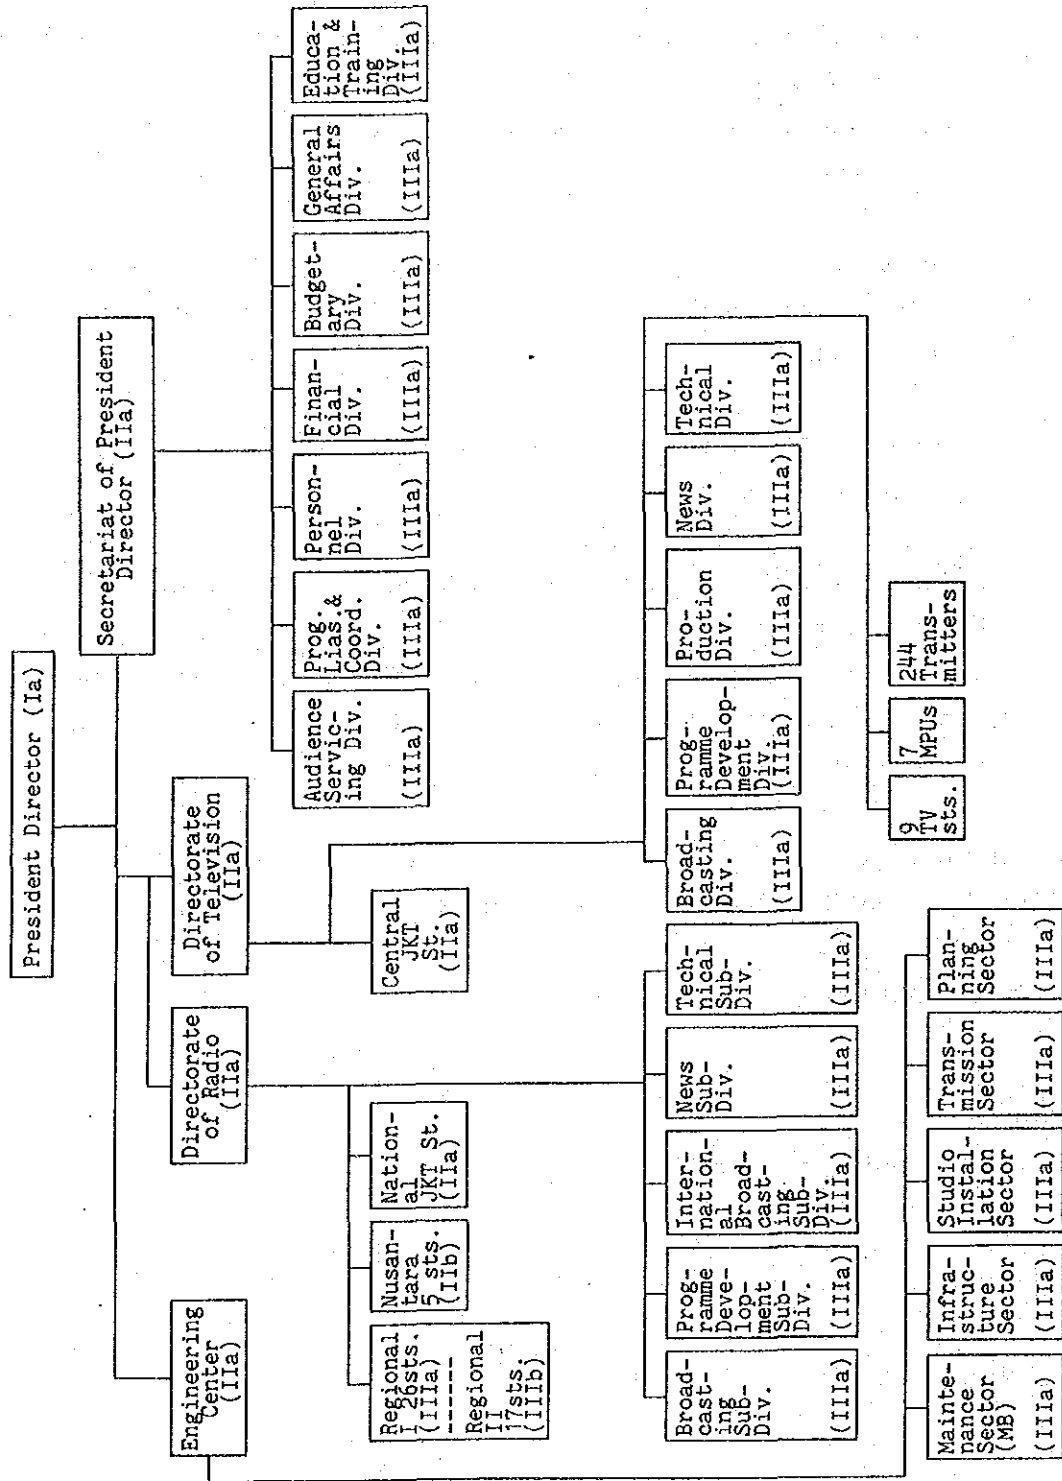 President Director (Ia)
Secretariat of President
Director (IIa)
Engineering
Center
(IIa)
Directorate
of Radio
(IIa)
Directorate
of Television
(IIa)
Audience
Servic-
ing Div.
(IIIa)
Prog.
Lias.&
Coord.
Div.
(IIIa)
Person-
nel
Div.
(IIIa)
Finan-
cial
Div.
(IIIa)
Budget-
ary
Div.
(IIIa)
General
Affairs
Div.
(IIIa)
Educa-
tion &
Train-
ing
Div.
(IIIa)
Regional
I 26sts.
(IIIa)
------
Regional
II
17sts.
(IIIb)
Nusan-
tara
5 sts.
(IIb)
Nation-
al
JKT St.
(IIa)
Central
JKT
St.
(IIa)
Broad-
cast-
ing
Sub-
Div.
(IIIa)
Prog-
ramme
Deve-
lop-
ment
Sub-
Div.
(IIIa)
Inter-
nation-
al
Broad-
cast-
ing
Sub-
Div.
(IIIa)
News
Sub-
Div.
(IIIa)
Tech-
nical
Sub-
Div.
(IIIa)
Broad-
casting
Div.
(IIIa)
Prog-
ramme
Develop-
ment
Div.
(IIIa)
Pro-
duction
Div.
(IIIa)
News
Div.
(IIIa)
Tech-
nical
Div.
(IIIa)
9
TV
sts.
7
MPUs
244
Trans-
mitters
Mainte-
nance
Sector
(MB)
(IIIa)
Infra-
struc-
ture
Sector
(IIIa)
Studio
Instal-
lation
Sector
(IIIa)
Trans-
mission
Sector
(IIIa)
Plan-
ning
Sector
(IIIa)